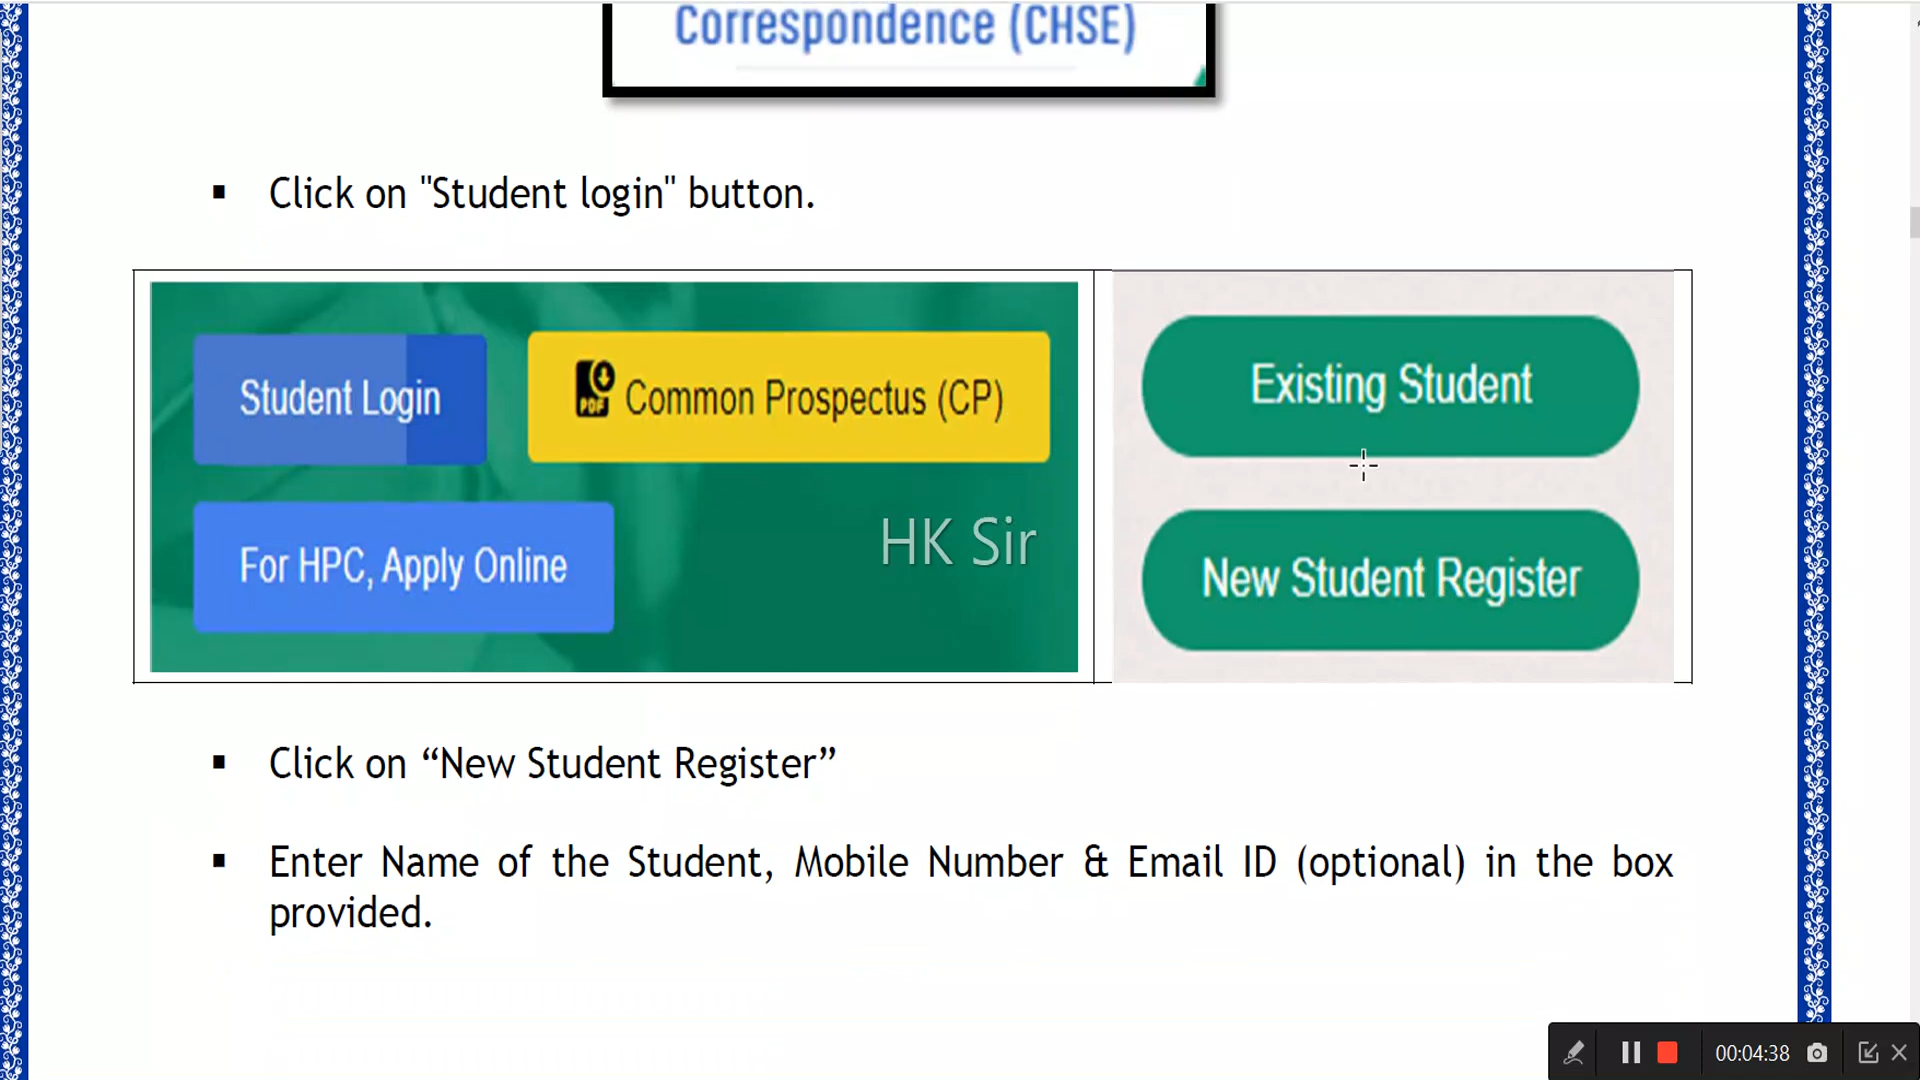 Correspondence (CHSE)
▪ Click on "Student login" button.
Student Login
PDF Common Prospectus (CP)
For HPC, Apply Online
HK Sir
Existing Student
New Student Register
▪ Click on “New Student Register”
▪ Enter Name of the Student, Mobile Number & Email ID (optional) in the box
provided.
00:04:38